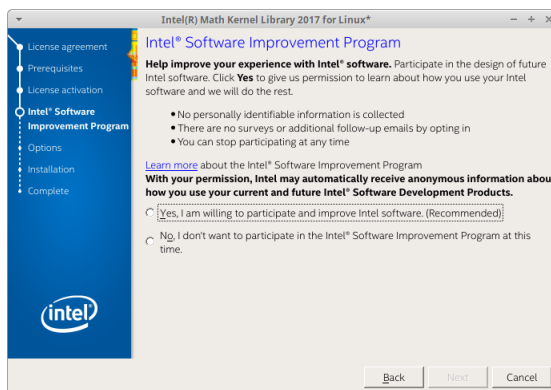 Intel(R) Math Kernel Library 2017 for Linux*
License agreement
Prerequisites
License activation
Intel® Software
Improvement Program
Options
Installation
Complete
intel
Intel® Software Improvement Program
Help improve your experience with Intel® software. Participate in the design of future
Intel software. Click Yes to give us permission to learn about how you use your Intel
software and we will do the rest.
• No personally identifiable information is collected
• There are no surveys or additional follow-up emails by opting in
• You can stop participating at any time
Learn more about the Intel® Software Improvement Program
With your permission, Intel may automatically receive anonymous information abou
how you use your current and future Intel® Software Development Products.
Yes, I am willing to participate and improve Intel software. (Recommended)
No, I don't want to participate in the Intel® Software Improvement Program at this
time.
Back
Next
Cancel